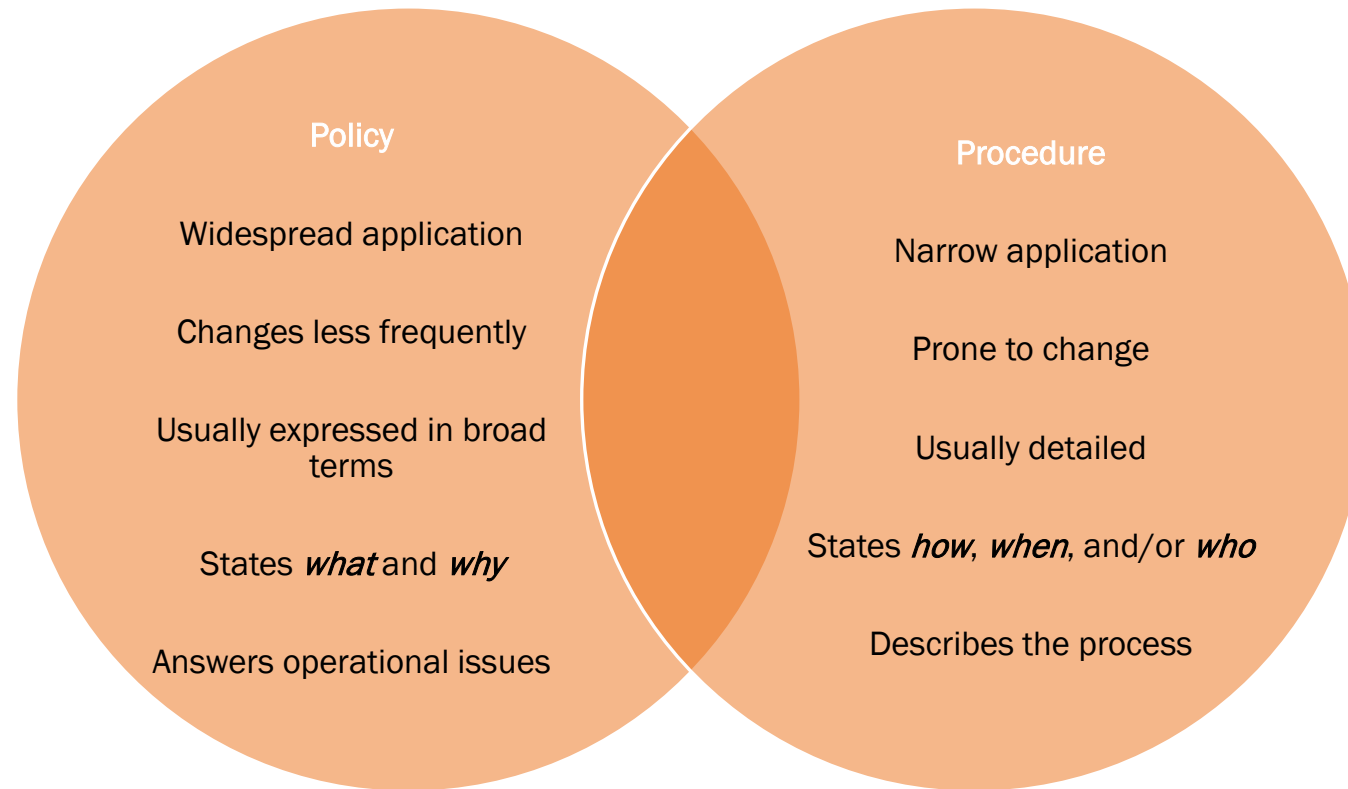 Policy
Widespread application
Changes less frequently
Usually expressed in broad
terms
States what and why
Answers operational issues
Procedure
Narrow application
Prone to change
Usually detailed
States how, when, and/or who
Describes the process